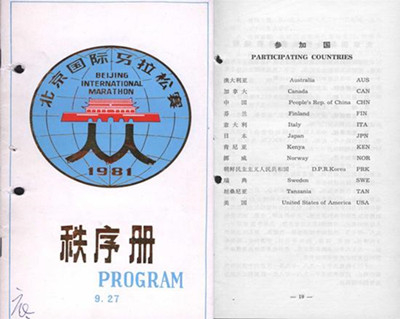 北京国际马拉松赛
BEIJING
INTERNATIONAL
MARATHON
1981
秩序册
PROGRAM
9.27
参加国
PARTICIPATING COUNTRIES
澳大利亚 Australia AUS
加拿大 Canada CAN
中国 People's Rep. of China CHN
芬兰 Finland FIN
意大利 Italy ITA
日本 Japan JPN
肯尼亚 Kenya KEN
挪威 Norway NOR
朝鲜民主主义人民共和国 D.P.R.Korea PRK
瑞典 Sweden SWE
坦桑尼亚 Tanzania TAN
美国 United States of America USA